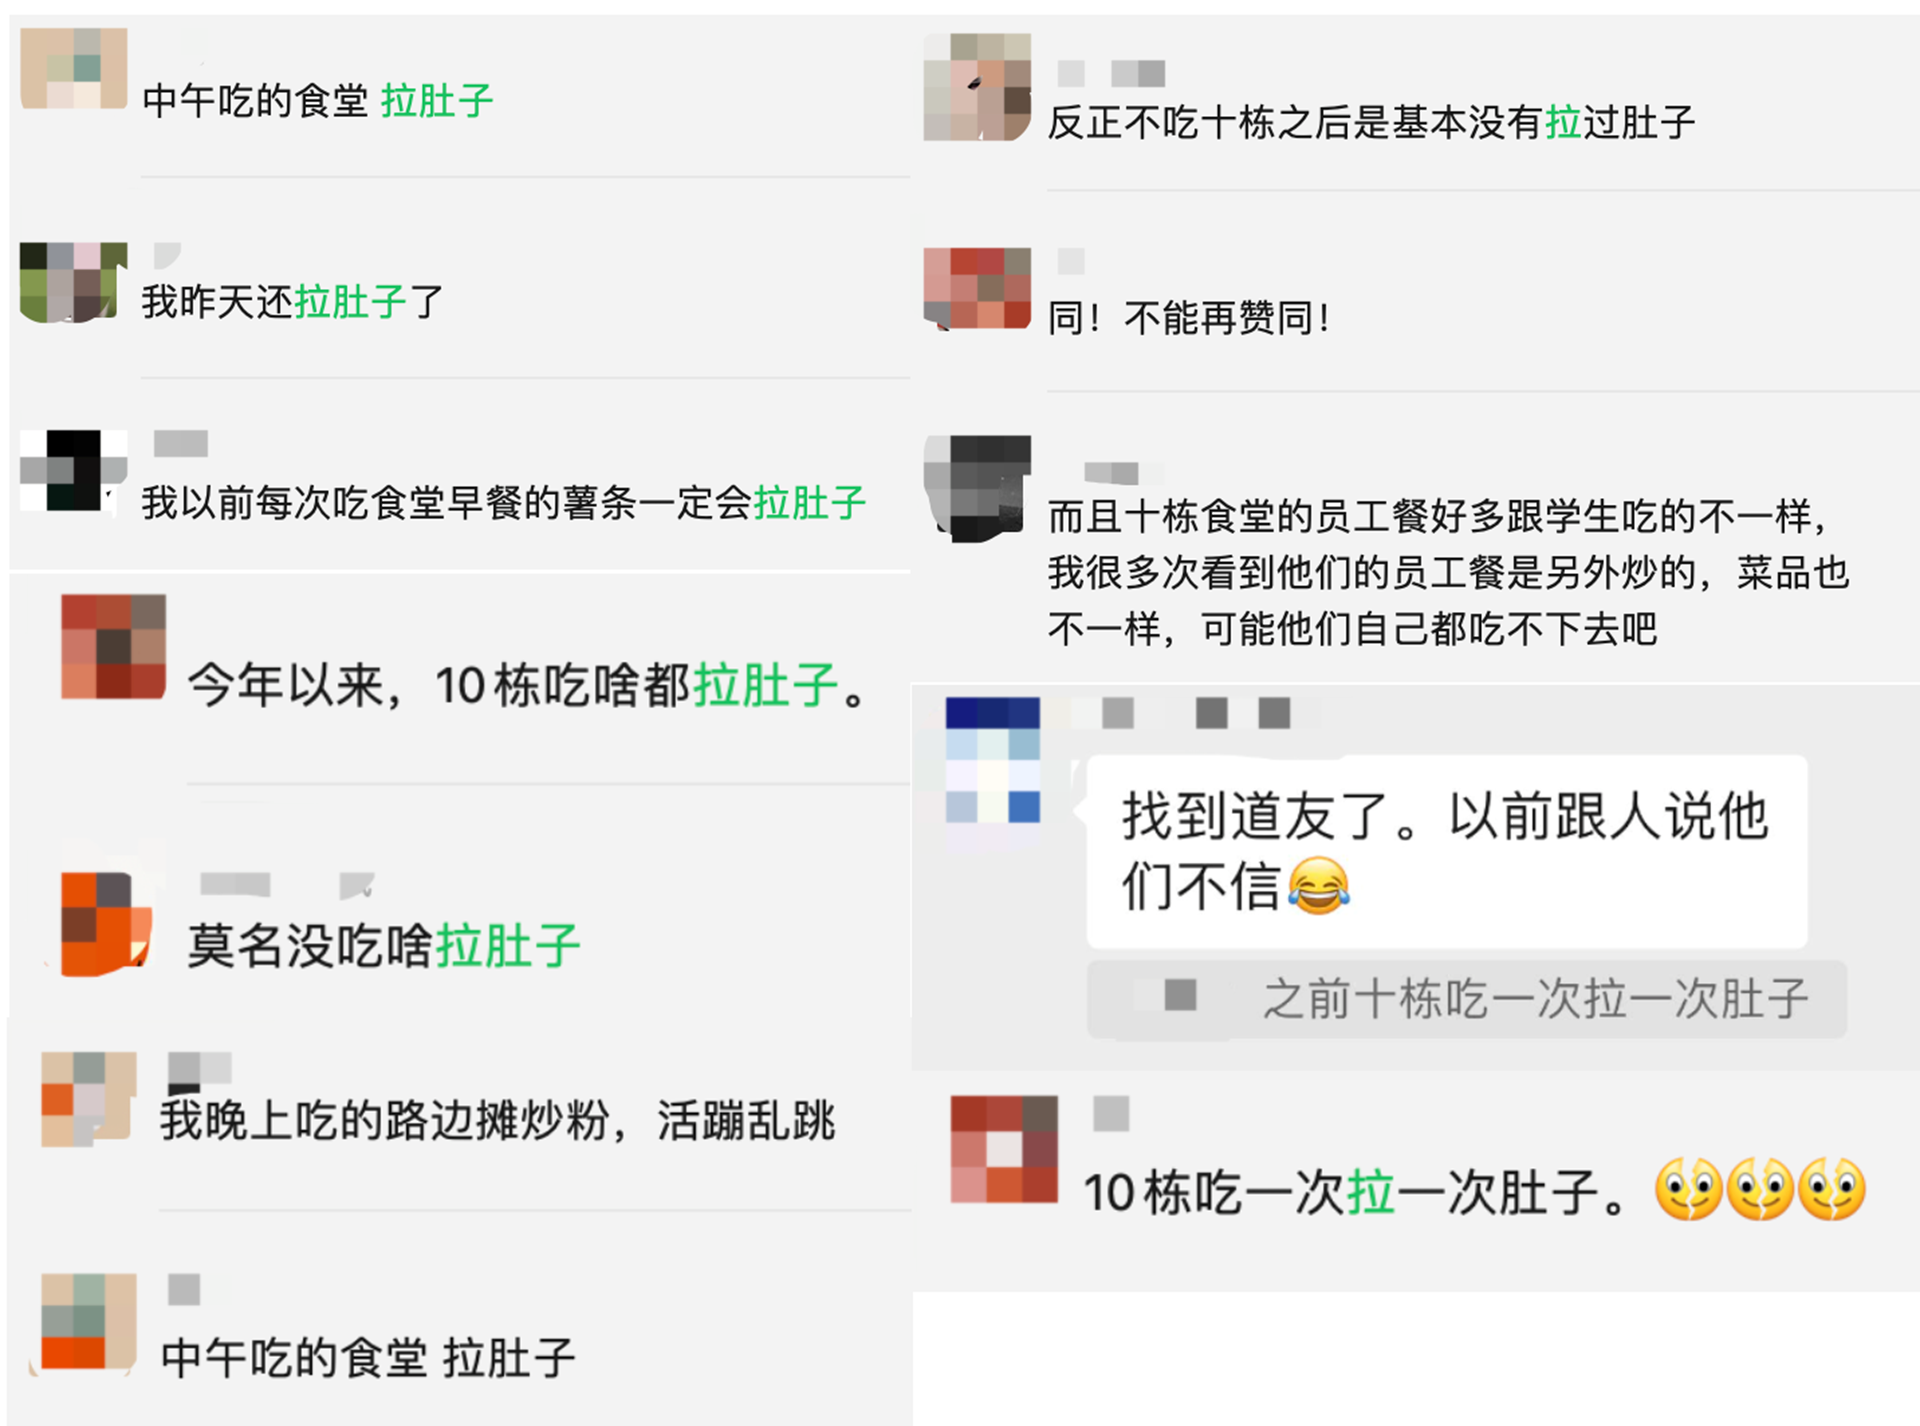 中午吃的食堂 拉肚子
我昨天还拉肚子了
我以前每次吃食堂早餐的薯条一定会拉肚子
今年以来，10栋吃啥都拉肚子。
莫名没吃啥拉肚子
我晚上吃的路边摊炒粉，活蹦乱跳
中午吃的食堂 拉肚子
反正不吃十栋之后是基本没有拉过肚子
同！不能再赞同！
而且十栋食堂的员工餐好多跟学生吃的不一样，
我很多次看到他们的员工餐是另外炒的，菜品也
不一样，可能他们自己都吃不下去吧
找到道友了。以前跟人说他
们不信😂
之前十栋吃一次拉一次肚子
10栋吃一次拉一次肚子。